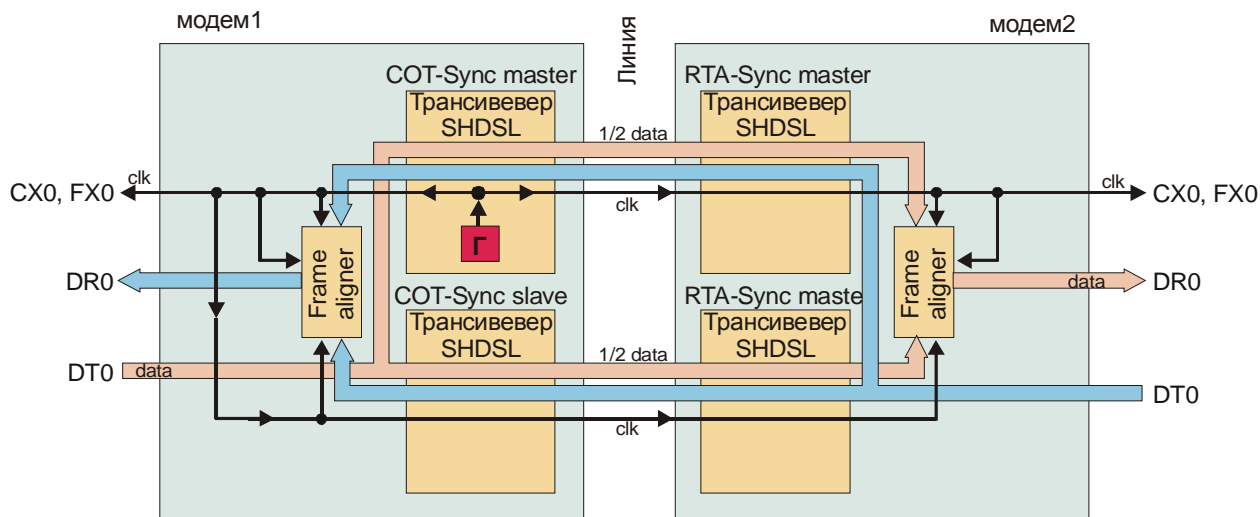 модем1
модем2
Линия
COT-Sync master
RTA-Sync master
Трансивевер
SHDSL
Трансивевер
SHDSL
1/2 data
CX0, FX0
clk
clk
clk
CX0, FX0
Г
Frame
aligner
Frame
aligner
DR0
data
DR0
COT-Sync slave
RTA-Sync maste
Трансивевер
SHDSL
Трансивевер
SHDSL
1/2 data
DT0
data
DT0
clk